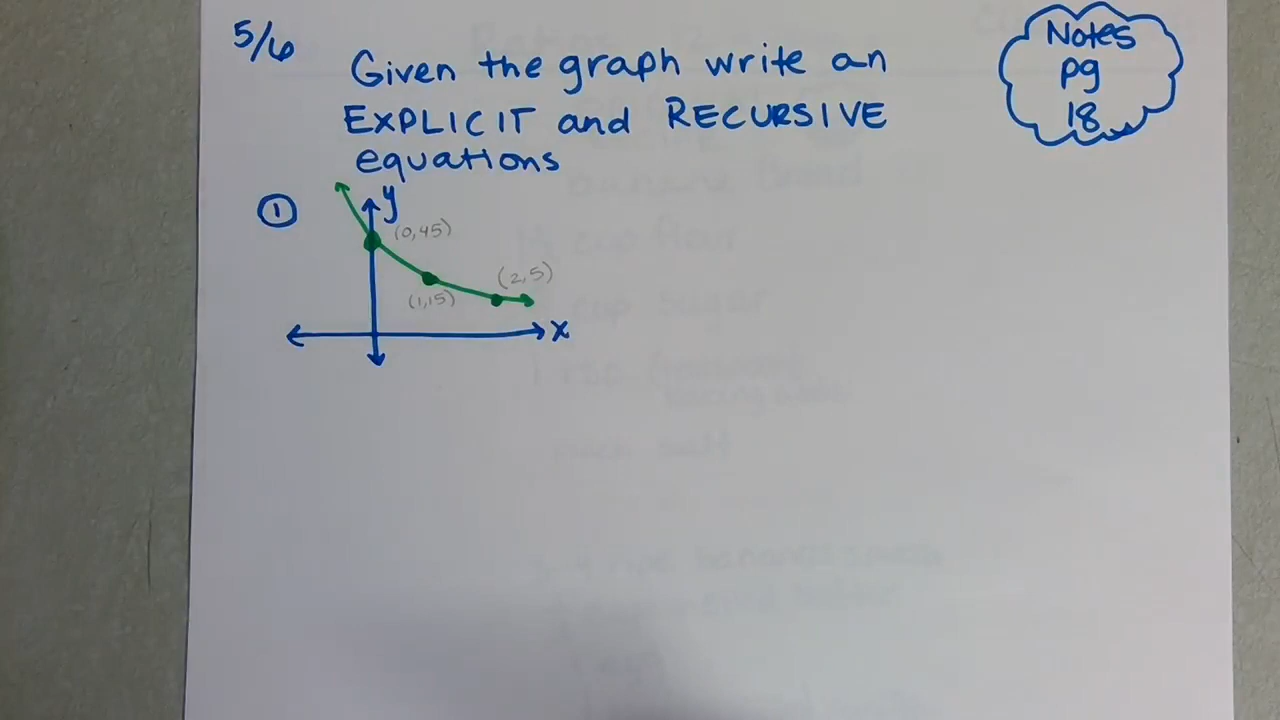 5/6
Given the graph write an
EXPLICIT and RECURSIVE
equations
Notes
pg
18
①
y
(0,45)
(2,5)
(1,15)
x